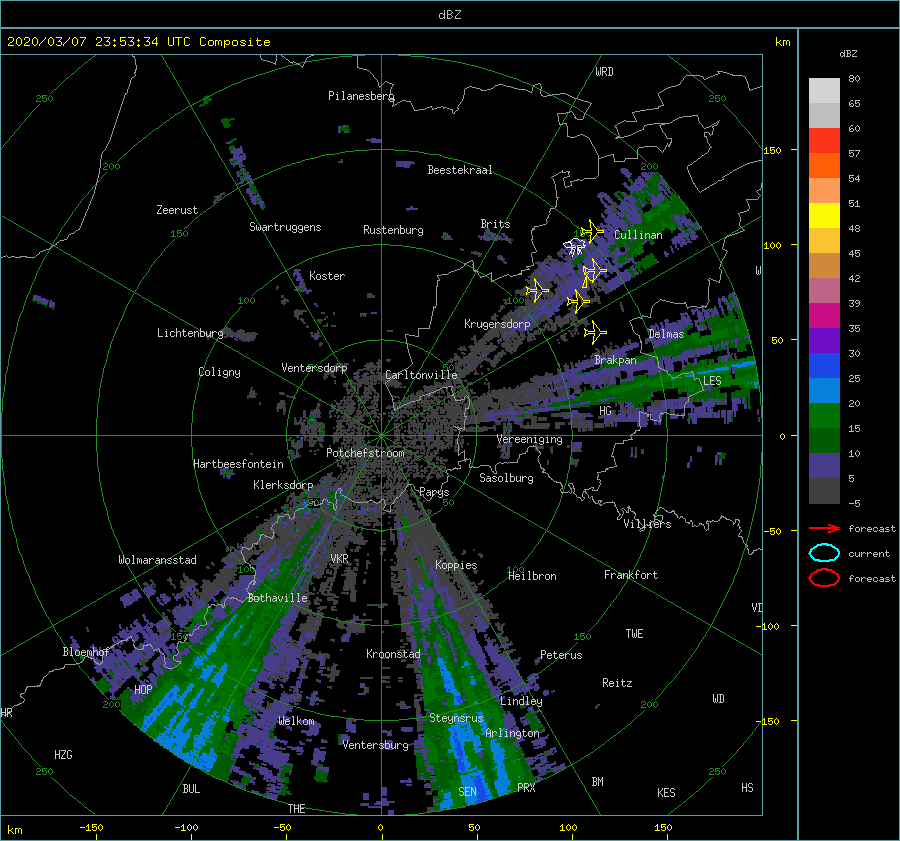 dBZ
2020/03/07 23:53:34 UTC Composite
km
dBZ
WRD
250
Pilanesberg
250
80
65
60
150
57
200
Beestekraal
200
54
Zeerust
51
Swartruggens
Rustenburg
Brits
150
Cullinan
48
100
45
W
Koster
42
100
100
39
Krugersdorp
Lichtenburg
Delmas
35
50
Brakpan
30
Coligny
Ventersdorp
Carltonville
LES
25
20
HG
15
Vereeniging
0
Potchefstroom
10
Hartbeesfontein
Sasolburg
5
Klerksdorp
Parys
50
50
-5
Villiers
forecast
-50
Wolmaransstad
VKR
current
Koppies
100
100
Heilbron
Frankfort
forecast
Bothaville
VI
-100
150
150
TWE
Bloemhof
Kroonstad
Peterus
HOP
Reitz
200
Lindley
200
WD
HR
Welkom
Steynsrus
-150
Arlington
Ventersburg
HZG
250
250
BUL
SEN
PRX
BM
KES
HS
THE
km
-150
-100
-50
0
50
100
150